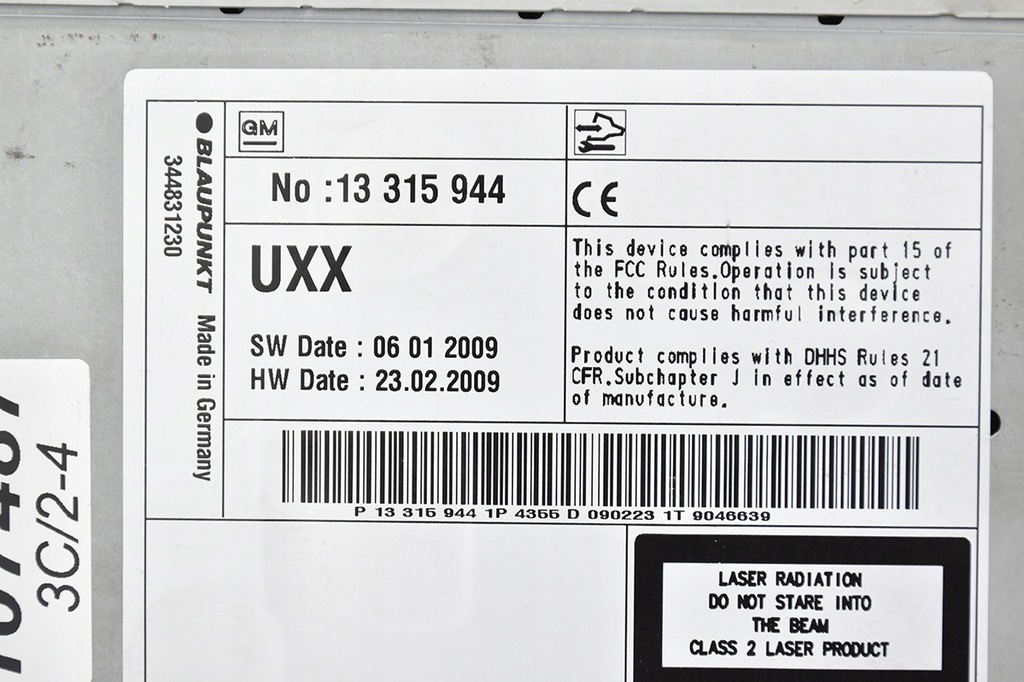 BLAUPUNKT Made in Germany
344831230
GM
No :13 315 944
CE
UXX
SW Date : 06 01 2009
HW Date : 23.02.2009
This device complies with part 15 of
the FCC Rules.Operation is subject
to the condition that this device
does not cause harmful interference.
Product complies with DHHS Rules 21
CFR.Subchapter J in effect as of date
of manufacture.
P 13 315 944 1P 4355 D 090223 1T 9046639
3C/2-4
LASER RADIATION
DO NOT STARE INTO
THE BEAM
CLASS 2 LASER PRODUCT